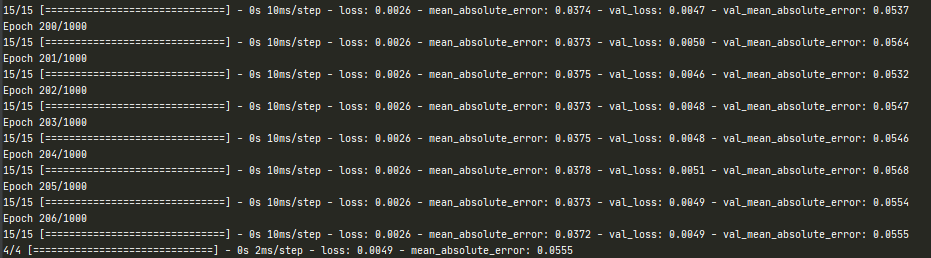 15/15 [==============================] - 0s 10ms/step - loss: 0.0026 - mean_absolute_error: 0.0374 - val_loss: 0.0047 - val_mean_absolute_error: 0.0537
Epoch 200/1000
15/15 [==============================] - 0s 10ms/step - loss: 0.0026 - mean_absolute_error: 0.0373 - val_loss: 0.0050 - val_mean_absolute_error: 0.0564
Epoch 201/1000
15/15 [==============================] - 0s 10ms/step - loss: 0.0026 - mean_absolute_error: 0.0375 - val_loss: 0.0046 - val_mean_absolute_error: 0.0532
Epoch 202/1000
15/15 [==============================] - 0s 10ms/step - loss: 0.0026 - mean_absolute_error: 0.0373 - val_loss: 0.0048 - val_mean_absolute_error: 0.0547
Epoch 203/1000
15/15 [==============================] - 0s 10ms/step - loss: 0.0026 - mean_absolute_error: 0.0375 - val_loss: 0.0048 - val_mean_absolute_error: 0.0546
Epoch 204/1000
15/15 [==============================] - 0s 10ms/step - loss: 0.0026 - mean_absolute_error: 0.0378 - val_loss: 0.0051 - val_mean_absolute_error: 0.0568
Epoch 205/1000
15/15 [==============================] - 0s 10ms/step - loss: 0.0026 - mean_absolute_error: 0.0373 - val_loss: 0.0049 - val_mean_absolute_error: 0.0554
Epoch 206/1000
15/15 [==============================] - 0s 10ms/step - loss: 0.0026 - mean_absolute_error: 0.0372 - val_loss: 0.0049 - val_mean_absolute_error: 0.0555
4/4 [==============================] - 0s 2ms/step - loss: 0.0049 - mean_absolute_error: 0.0555